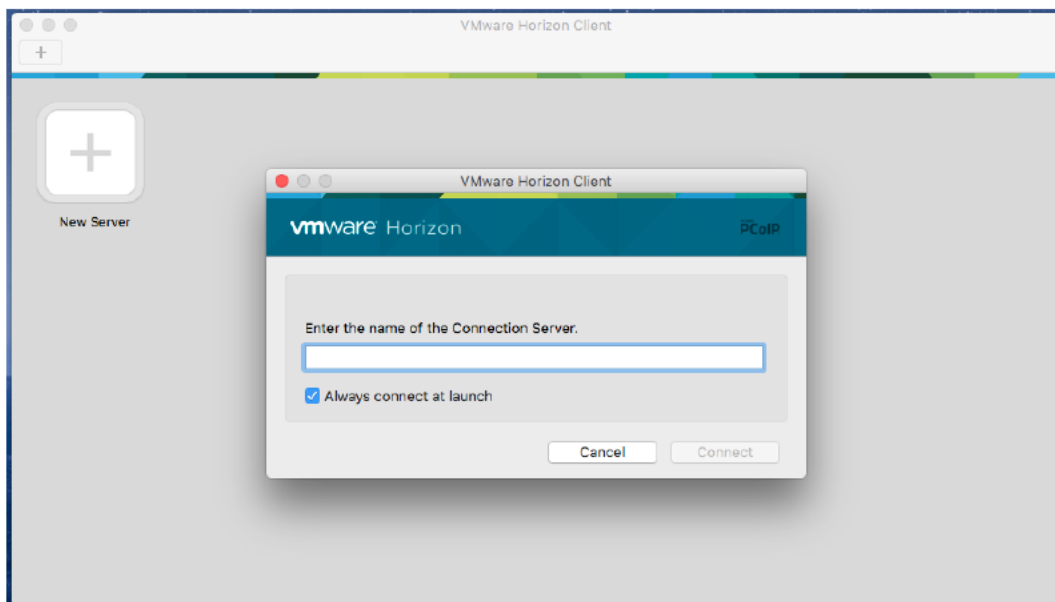 VMware Horizon Client
New Server
VMware Horizon Client
vmware Horizon
PCoIP
Enter the name of the Connection Server.
Always connect at launch
Cancel Connect